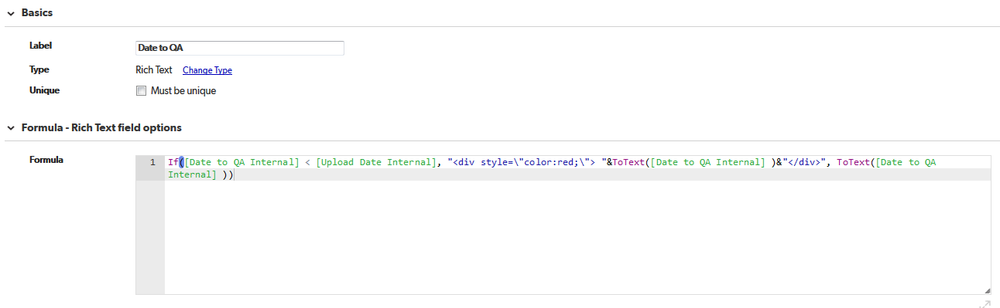 Basics
Label
Date to QA
Type
Rich Text Change Type
Unique
Must be unique
Formula - Rich Text field options
Formula
1 If([Date to QA Internal] < [Upload Date Internal], "<div style=\"color:red;\"> "&ToText([Date to QA Internal] )&"</div>", ToText([Date to QA
Internal] ))